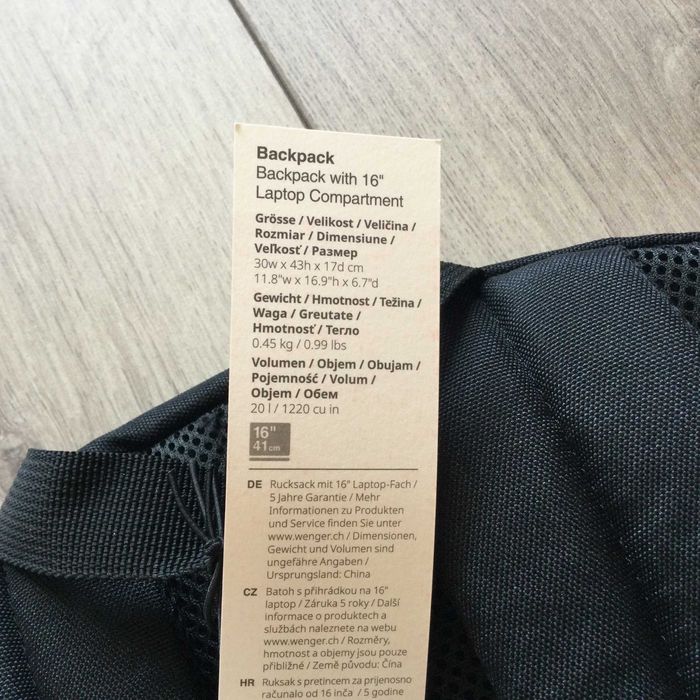 Backpack
Backpack with 16"
Laptop Compartment
Grösse / Velikost / Veličina /
Rozmiar / Dimensiune /
Veľkosť / Размер
30w x 43h x 17d cm
11.8"w x 16.9"h x 6.7"d
Gewicht / Hmotnost / Težina /
Waga / Greutate /
Hmotnosť / Тегло
0.45 kg / 0.99 lbs
Volumen / Objem / Obujam /
Pojemność / Volum /
Objem / Обем
20 l / 1220 cu in
16"
41 cm
DE Rucksack mit 16" Laptop-Fach /
5 Jahre Garantie / Mehr
Informationen zu Produkten
und Service finden Sie unter
www.wenger.ch / Dimensionen,
Gewicht und Volumen sind
ungefähre Angaben /
Ursprungsland: China
CZ Batoh s přihrádkou na 16"
laptop / Záruka 5 roky / Další
informace o produktech a
službách naleznete na webu
www.wenger.ch / Rozměry,
hmotnost a objemy jsou pouze
přibližné / Země původu: Čína
HR Ruksak s pretincem za prijenosno
računalo od 16 inča / 5 godine